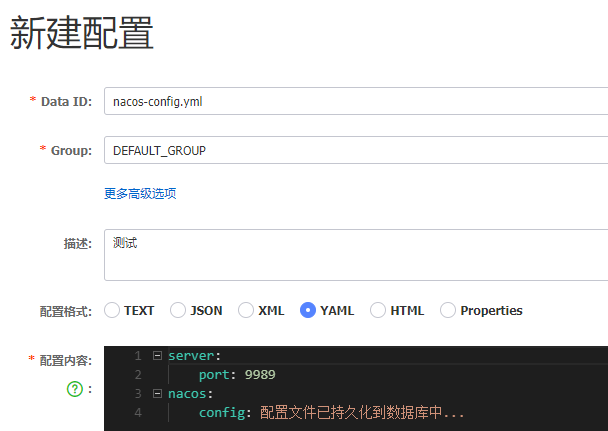 新建配置
* Data ID: nacos-config.yml
* Group: DEFAULT_GROUP
更多高级选项
描述: 测试
配置格式: TEXT JSON XML YAML HTML Properties
* 配置内容:
? :
1 server:
2     port: 9989
3 nacos:
4     config: 配置文件已持久化到数据库中...